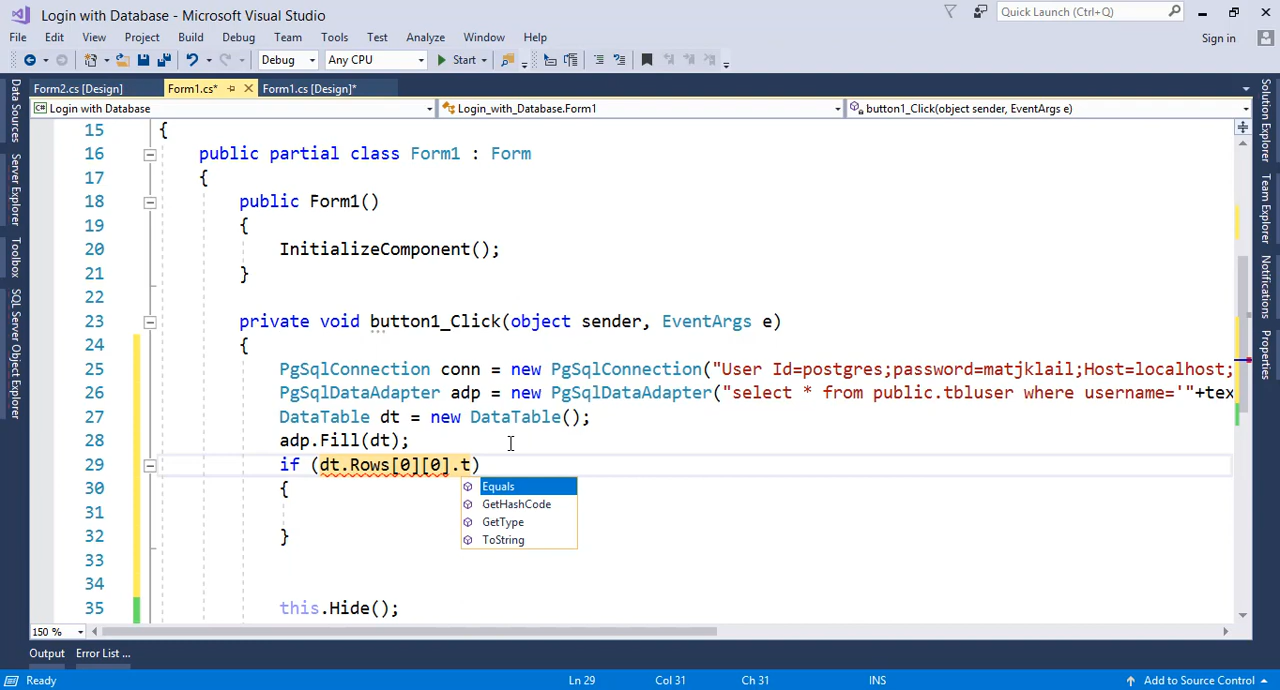 Login with Database - Microsoft Visual Studio
Quick Launch (Ctrl+Q)
File Edit View Project Build Debug Team Tools Test Analyze Window Help
Sign in
Debug Any CPU Start
Form2.cs [Design] Form1.cs* Form1.cs [Design]*
Login with Database Login_with_Database.Form1 button1_Click(object sender, EventArgs e)
Data Sources
Server Explorer
Toolbox
SQL Server Object Explorer
15 {
16 public partial class Form1 : Form
17 {
18 public Form1()
19 {
20 InitializeComponent();
21 }
22
23 private void button1_Click(object sender, EventArgs e)
24 {
25 PgSqlConnection conn = new PgSqlConnection("User Id=postgres;password=matjklail;Host=localhost;
26 PgSqlDataAdapter adp = new PgSqlDataAdapter("select * from public.tbluser where username='"+tex
27 DataTable dt = new DataTable();
28 adp.Fill(dt);
29 if (dt.Rows[0][0].t)
30 {
31
32 }
33
34
35 this.Hide();
Equals
GetHashCode
GetType
ToString
Solution Explorer
Team Explorer
Notifications
Properties
150 %
Output Error List ...
Ready Ln 29 Col 31 Ch 31 INS Add to Source Control